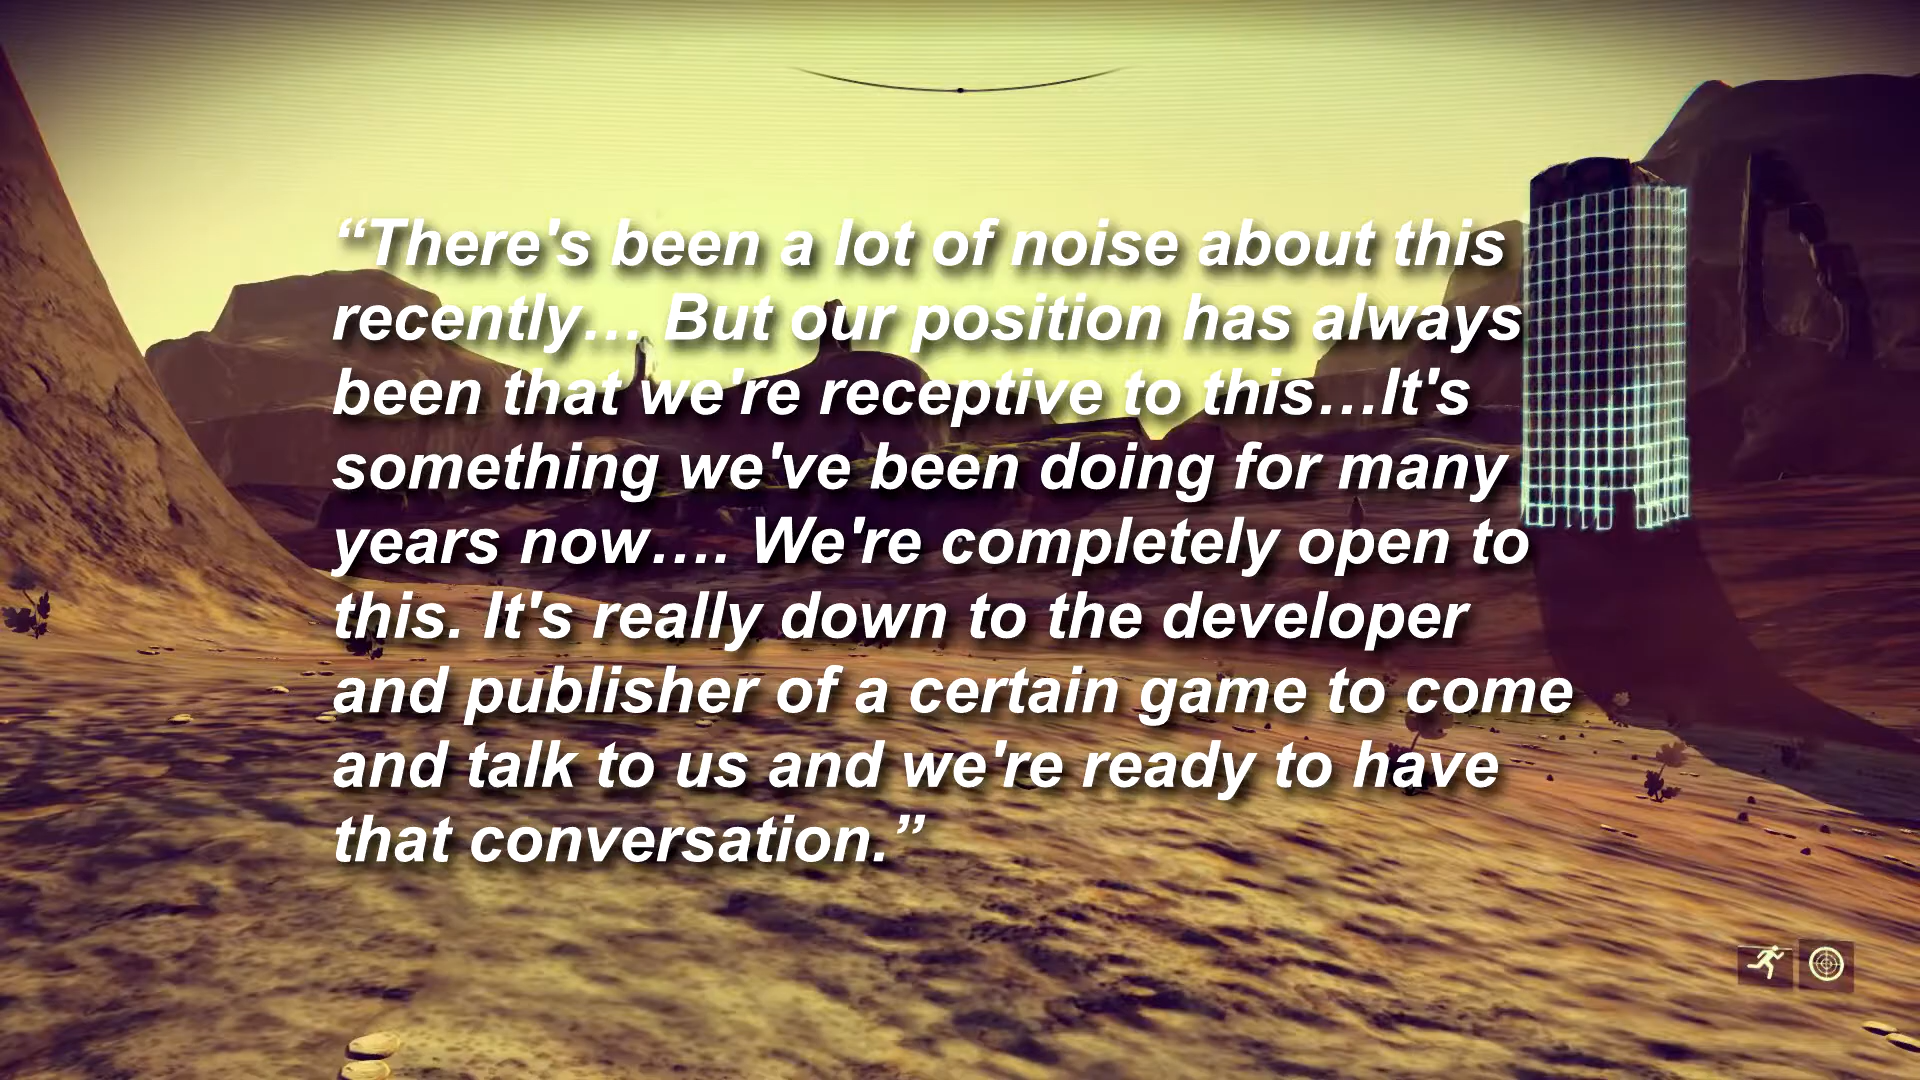 “There's been a lot of noise about this
recently… But our position has always
been that we're receptive to this…It's
something we've been doing for many
years now…. We're completely open to
this. It's really down to the developer
and publisher of a certain game to come
and talk to us and we're ready to have
that conversation.”